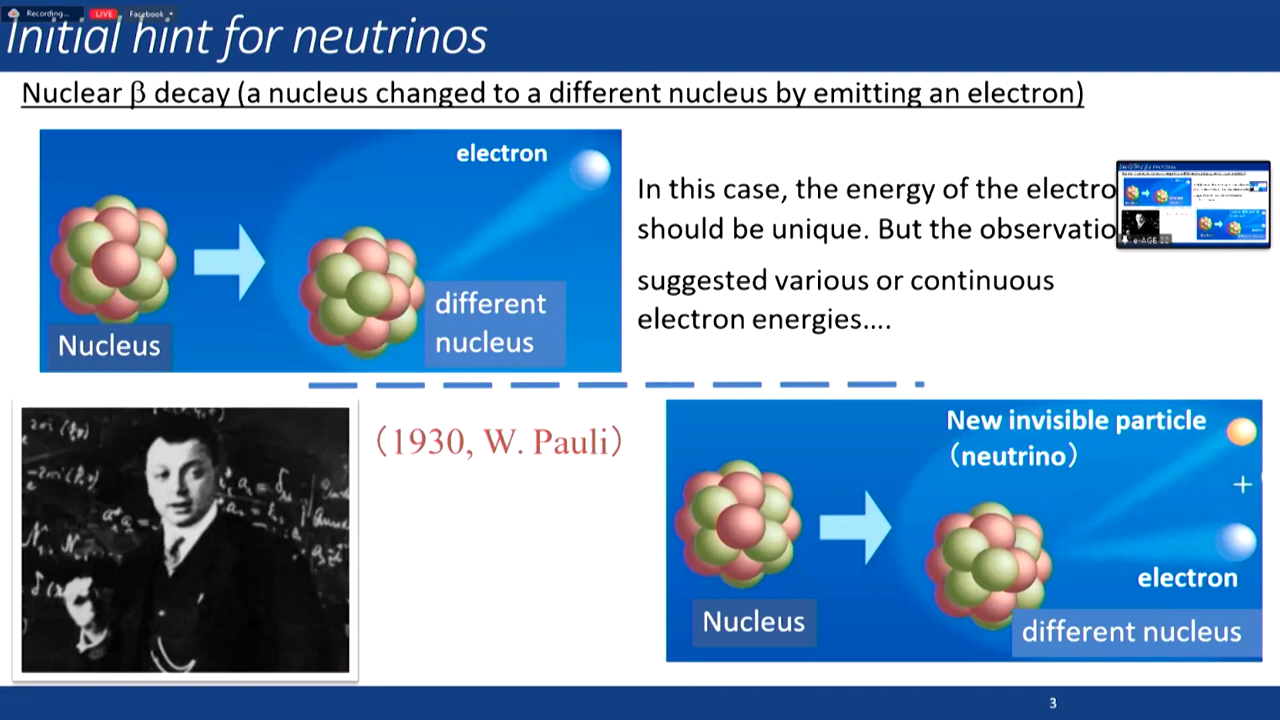 Recording...
LIVE
Facebook
Initial hint for neutrinos
Nuclear β decay (a nucleus changed to a different nucleus by emitting an electron)
electron
Nucleus
different
nucleus
In this case, the energy of the electro
should be unique. But the observatio
suggested various or continuous
electron energies....
e-AGE
(1930, W. Pauli)
New invisible particle
(neutrino)
+
electron
Nucleus
different nucleus
3